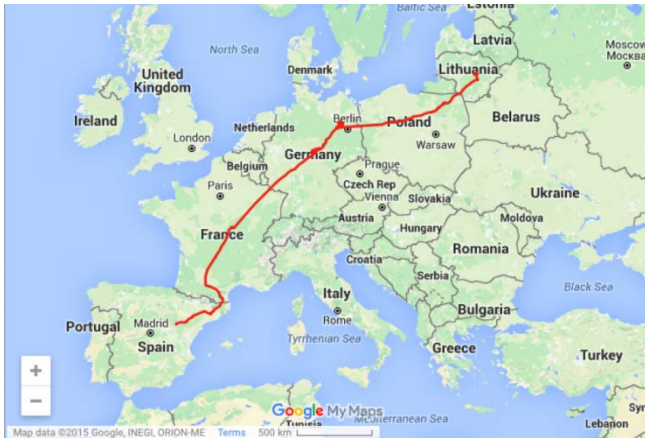 Baltic Sea
Estonia
North Sea
Latvia
Moscow
Москва
Denmark
Lithuania
United
Kingdom
Ireland
Belarus
Netherlands
Berlin
Poland
London
Germany
Warsaw
Belgium
Prague
Paris
Czech Rep
Ukraine
Vienna
Slovakia
Austria
Moldova
Hungary
France
Romania
Croatia
Serbia
Black Sea
Italy
Bulgaria
Portugal
Madrid
Rome
Spain
Tyrrhenian Sea
Greece
Turkey
+
−
Google My Maps
Mediterranean Sea
Tunisia
Lebanon
Map data ©2015 Google, INEGI, ORION-ME Terms 500 km